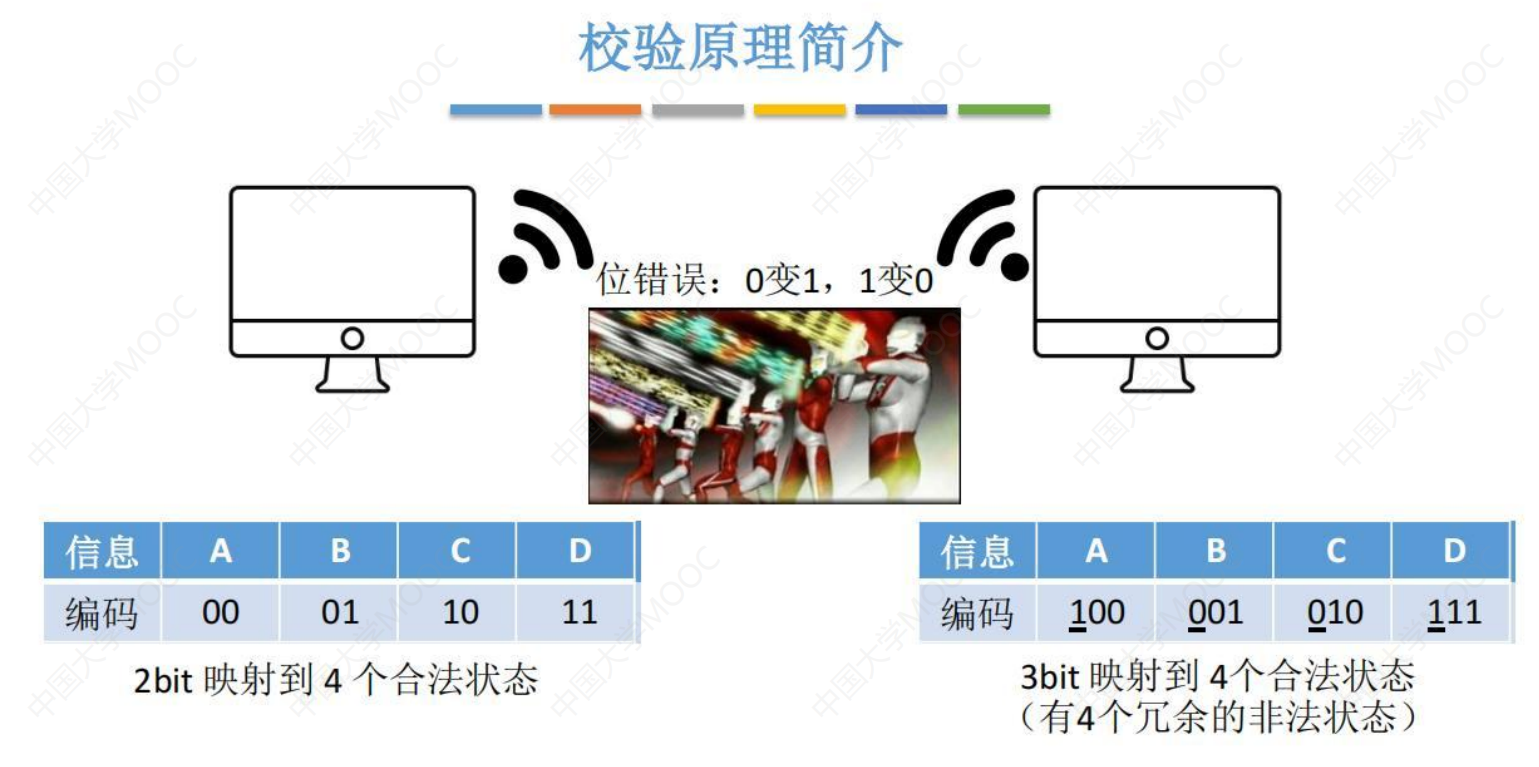 校验原理简介
位错误：0变1，1变0
信息 A B C D
编码 00 01 10 11
2bit 映射到 4 个合法状态
信息 A B C D
编码 100 001 010 111
3bit 映射到 4个合法状态
（有4个冗余的非法状态）
中国大学MOOC